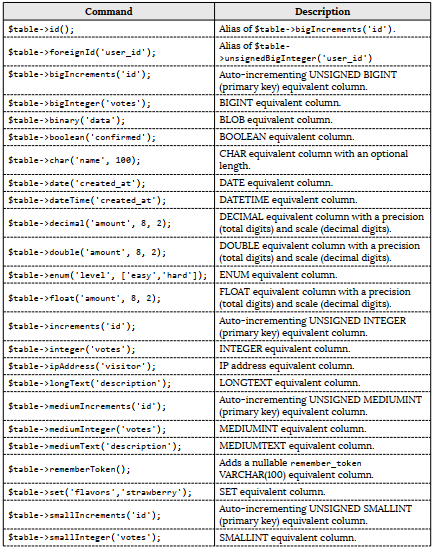 Command Description
$table->id(); Alias of $table->bigIncrements('id').
$table->foreignId('user_id'); Alias of $table-
>unsignedBigInteger('user_id')
$table->bigIncrements('id'); Auto-incrementing UNSIGNED BIGINT
(primary key) equivalent column.
$table->bigInteger('votes'); BIGINT equivalent column.
$table->binary('data'); BLOB equivalent column.
$table->boolean('confirmed'); BOOLEAN equivalent column.
$table->char('name', 100); CHAR equivalent column with an optional
length.
$table->date('created_at'); DATE equivalent column.
$table->dateTime('created_at'); DATETIME equivalent column.
$table->decimal('amount', 8, 2); DECIMAL equivalent column with a precision
(total digits) and scale (decimal digits).
$table->double('amount', 8, 2); DOUBLE equivalent column with a precision
(total digits) and scale (decimal digits).
$table->enum('level', ['easy','hard']); ENUM equivalent column.
$table->float('amount', 8, 2); FLOAT equivalent column with a precision
(total digits) and scale (decimal digits).
$table->increments('id'); Auto-incrementing UNSIGNED INTEGER
(primary key) equivalent column.
$table->integer('votes'); INTEGER equivalent column.
$table->ipAddress('visitor'); IP address equivalent column.
$table->longText('description'); LONGTEXT equivalent column.
$table->mediumIncrements('id'); Auto-incrementing UNSIGNED MEDIUMINT
(primary key) equivalent column.
$table->mediumInteger('votes'); MEDIUMINT equivalent column.
$table->mediumText('description'); MEDIUMTEXT equivalent column.
$table->rememberToken(); Adds a nullable remember_token
VARCHAR(100) equivalent column.
$table->set('flavors','strawberry'); SET equivalent column.
$table->smallIncrements('id'); Auto-incrementing UNSIGNED SMALLINT
(primary key) equivalent column.
$table->smallInteger('votes'); SMALLINT equivalent column.